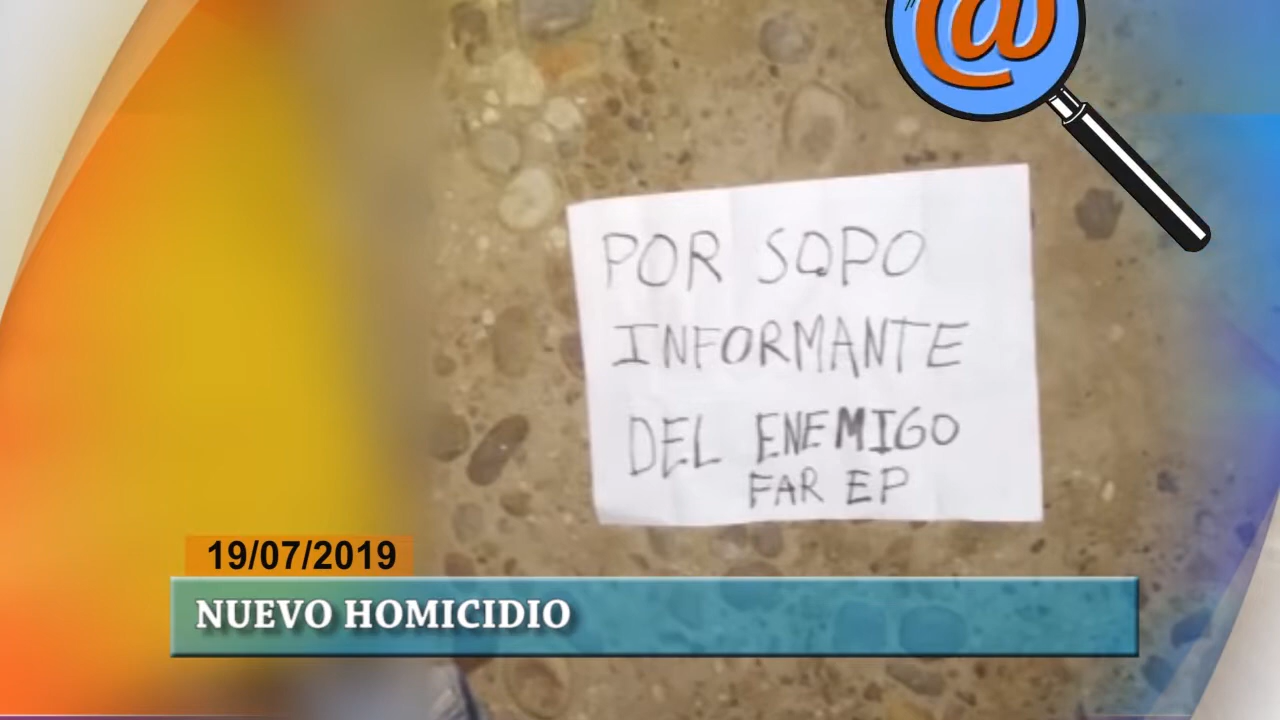 @
POR SOPO
INFORMANTE
DEL ENEMIGO
FAR EP
19/07/2019
NUEVO HOMICIDIO